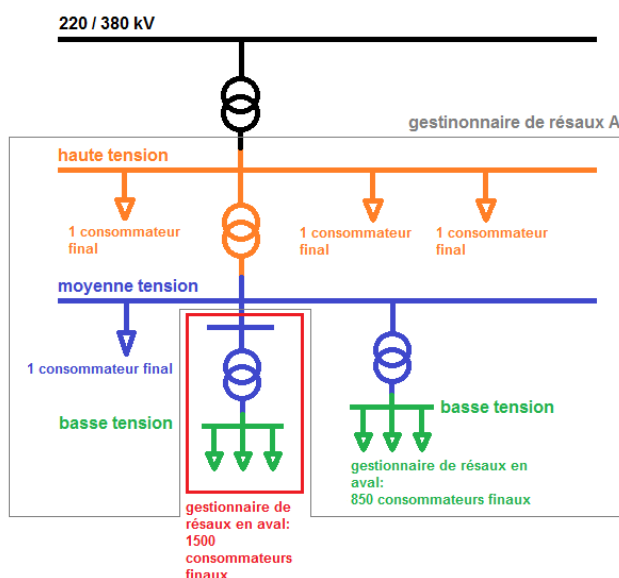 220 / 380 kV
gestinonnaire de résaux A
haute tension
1 consommateur
final
1 consommateur
final
1 consommateur
final
moyenne tension
1 consommateur final
basse tension
basse tension
gestionnaire de résaux en
aval:
850 consommateurs finaux
gestionnaire de
résaux en aval:
1500
consommateurs
finaux